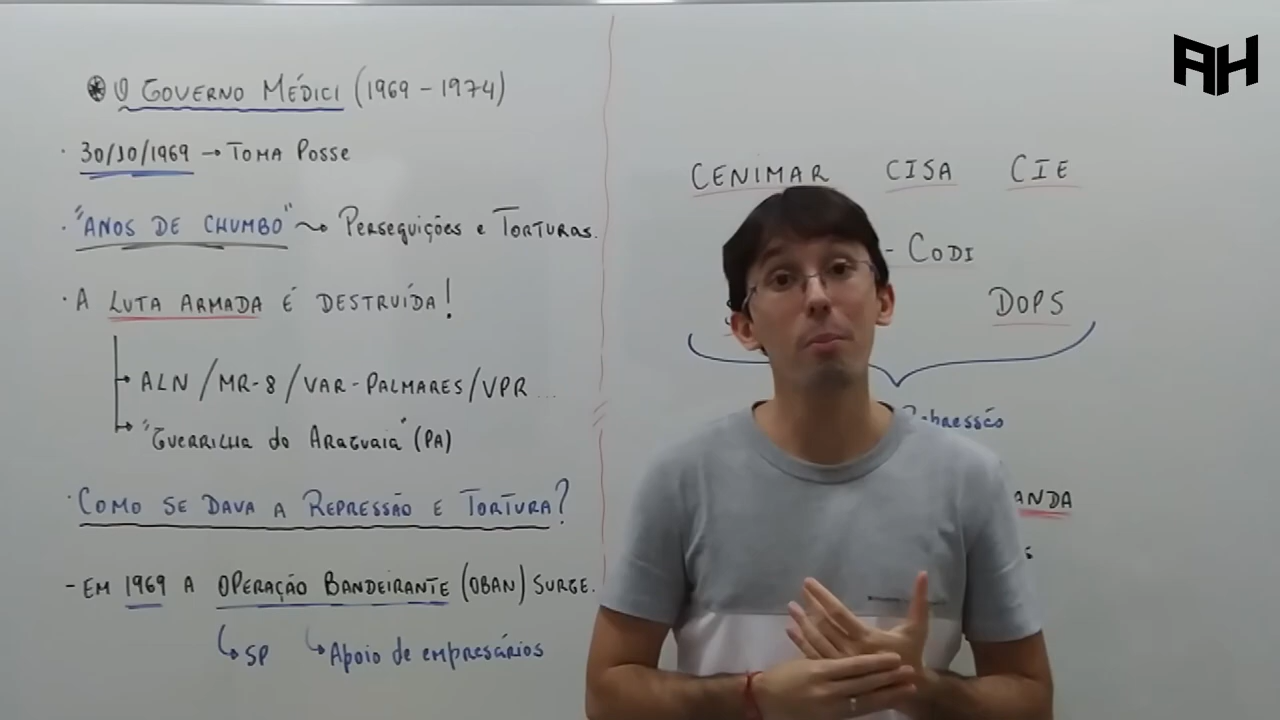 O GOVERNO MÉDICI (1969 - 1974)
· 30/10/1969 → TOMA POSSE
· "ANOS DE CHUMBO" ~> PERSEGUIÇÕES E TORTURAS.
· A LUTA ARMADA É DESTRUÍDA!
ALN / MR-8 / VAR-PALMARES / VPR ...
"GUERRILHA do ARAGUAIA" (PA)
· COMO SE DAVA A REPRESSÃO E TORTURA?
- EM 1969 A OPERAÇÃO BANDEIRANTE (OBAN) SURGE.
SP Apoio de empresários
AH
CENIMAR CISA CIE
- CODI
DOPS
Repressão
ANDA